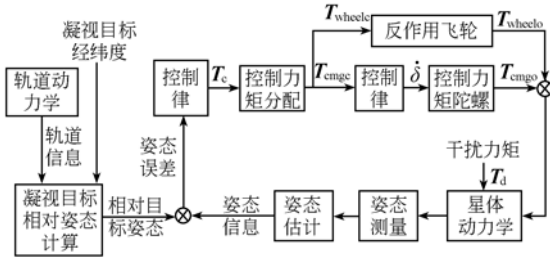 凝视目标
经纬度
轨道动
力学
轨道
信息
凝视目标
相对姿态
计算
相对目
标姿态
姿态
误差
控制
律
T_c
控制力
矩分配
T_wheelc
反作用飞轮
T_wheelo
T_cmgc
控制
律
δ̇
控制力
矩陀螺
T_cmgo
干扰力矩
T_d
星体
动力学
姿态
测量
姿态
估计
姿态
信息